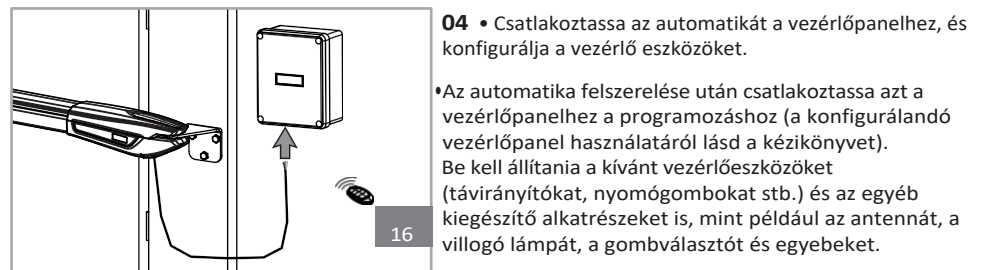 04 • Csatlakoztassa az automatikát a vezérlőpanelhez, és
konfigurálja a vezérlő eszközöket.
•Az automatika felszerelése után csatlakoztassa azt a
vezérlőpanelhez a programozáshoz (a konfigurálandó
vezérlőpanel használatáról lásd a kézikönyvet).
Be kell állítania a kívánt vezérlőeszközöket
(távirányítókat, nyomógombokat stb.) és az egyéb
kiegészítő alkatrészeket is, mint például az antennát, a
villogó lámpát, a gombválasztót és egyebeket.
16